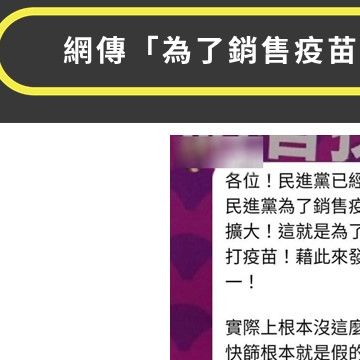 網傳「為了銷售疫苗
各位！民進黨已經
民進黨為了銷售疫
擴大！這就是為了
打疫苗！藉此來發
一！
實際上根本沒這麼
快篩根本就是假的